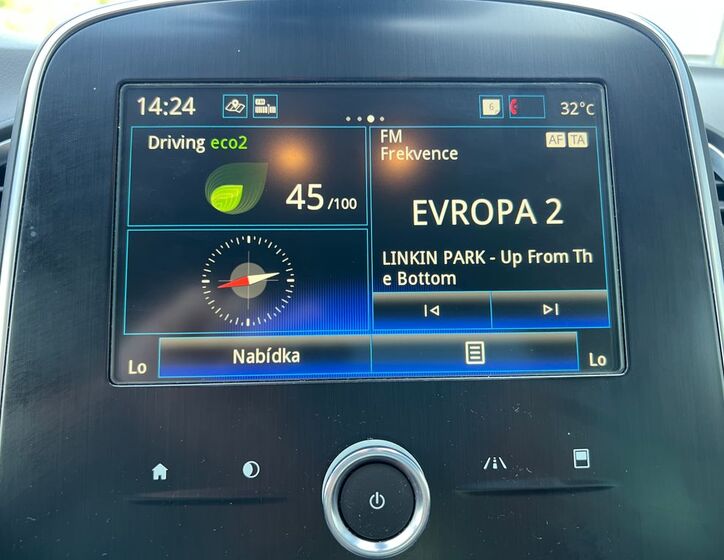 14:24
6
32°C
Driving eco2
45/100
FM
Frekvence
AF TA
EVROPA 2
LINKIN PARK - Up From Th
e Bottom
Lo
Nabídka
Lo